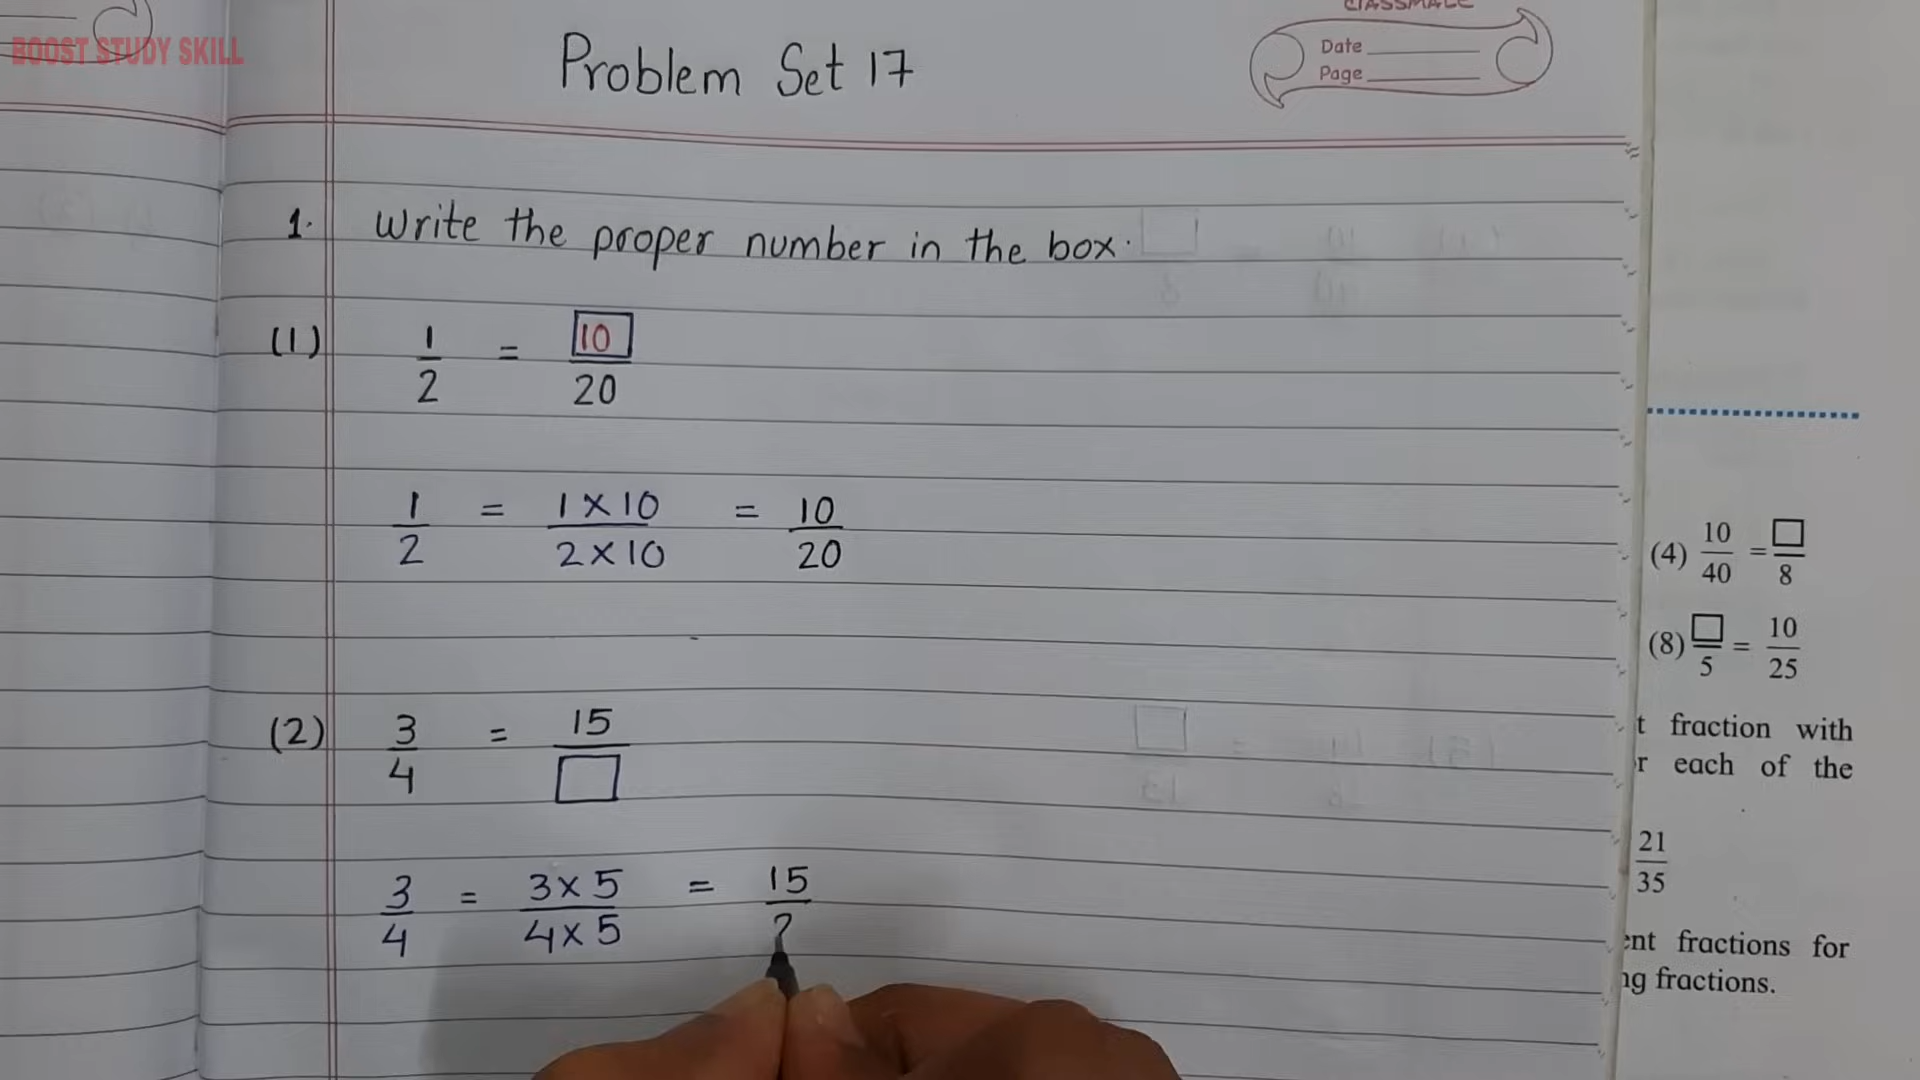 BOOST STUDY SKILL
Date
Page
Problem Set 17
1. Write the proper number in the box.
(1) 1/2 = 10/20
1/2 = 1 × 10/2 × 10 = 10/20
(2) 3/4 = 15/□
3/4 = 3 × 5/4 × 5 = 15/2
(4) 10/40 = □/8
(8) □/5 = 10/25
t fraction with
r each of the
21/35
ent fractions for
ng fractions.